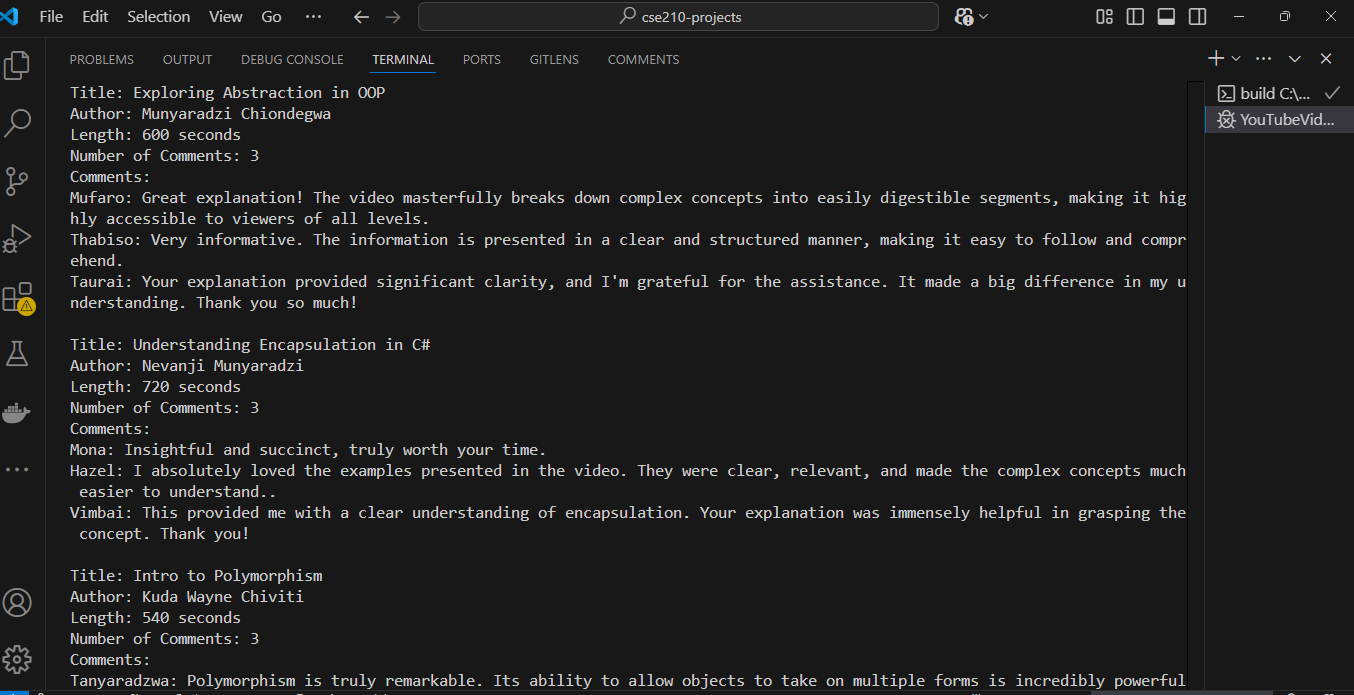 File Edit Selection View Go ··· cse210-projects
PROBLEMS OUTPUT DEBUG CONSOLE TERMINAL PORTS GITLENS COMMENTS
build C:\...
YouTubeVid...
Title: Exploring Abstraction in OOP
Author: Munyaradzi Chiondegwa
Length: 600 seconds
Number of Comments: 3
Comments:
Mufaro: Great explanation! The video masterfully breaks down complex concepts into easily digestible segments, making it hig
hly accessible to viewers of all levels.
Thabiso: Very informative. The information is presented in a clear and structured manner, making it easy to follow and compr
ehend.
Taurai: Your explanation provided significant clarity, and I'm grateful for the assistance. It made a big difference in my u
nderstanding. Thank you so much!
Title: Understanding Encapsulation in C#
Author: Nevanji Munyaradzi
Length: 720 seconds
Number of Comments: 3
Comments:
Mona: Insightful and succinct, truly worth your time.
Hazel: I absolutely loved the examples presented in the video. They were clear, relevant, and made the complex concepts much
 easier to understand..
Vimbai: This provided me with a clear understanding of encapsulation. Your explanation was immensely helpful in grasping the
 concept. Thank you!
Title: Intro to Polymorphism
Author: Kuda Wayne Chiviti
Length: 540 seconds
Number of Comments: 3
Comments:
Tanyaradzwa: Polymorphism is truly remarkable. Its ability to allow objects to take on multiple forms is incredibly powerful